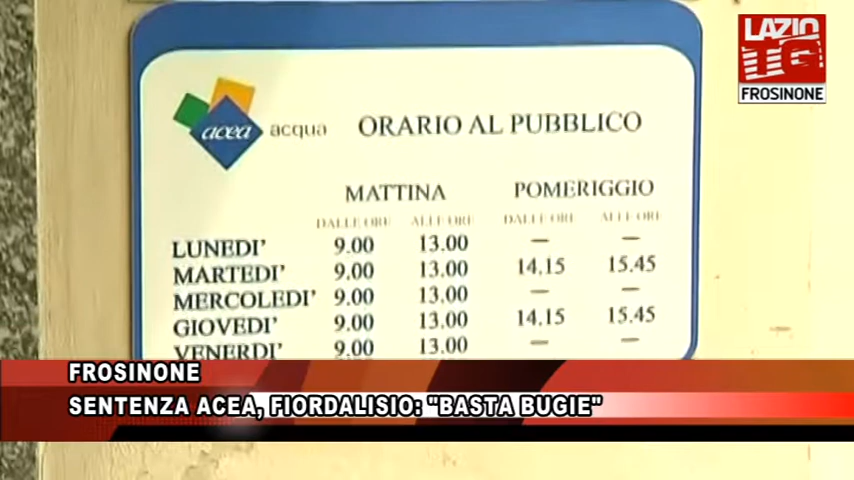 LAZIO
TG
FROSINONE
acea acqua ORARIO AL PUBBLICO
MATTINA POMERIGGIO
DALLE ORE ALLE ORE DALLE ORE ALLE ORE
LUNEDI' 9.00 13.00 — —
MARTEDI' 9.00 13.00 14.15 15.45
MERCOLEDI' 9.00 13.00 — —
GIOVEDI' 9.00 13.00 14.15 15.45
VENERDI' 9.00 13.00 — —
FROSINONE
SENTENZA ACEA, FIORDALISIO: "BASTA BUGIE"